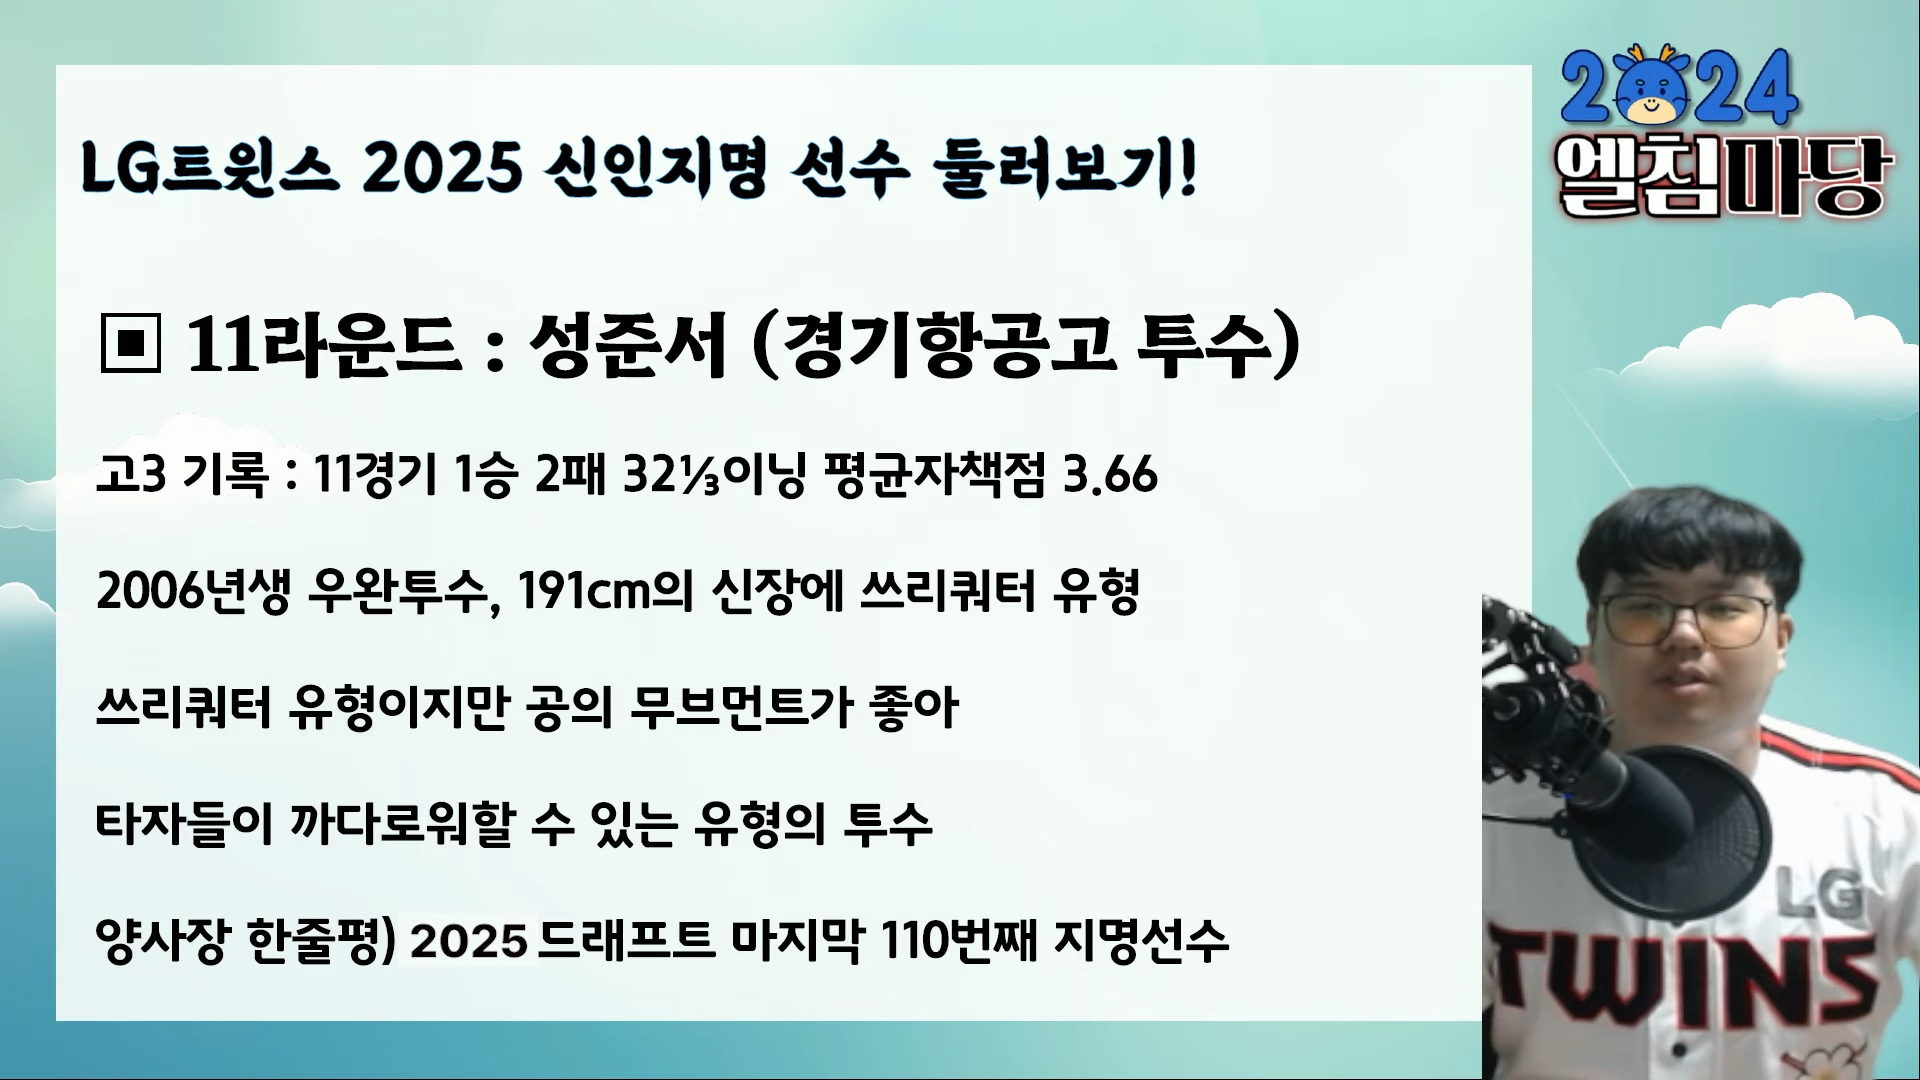 2024
엘침마당
LG트윗스 2025 신인지명 선수 둘러보기!
▣ 11라운드 : 성준서 (경기항공고 투수)
고3 기록 : 11경기 1승 2패 32⅓이닝 평균자책점 3.66
2006년생 우완투수, 191cm의 신장에 쓰리쿼터 유형
쓰리쿼터 유형이지만 공의 무브먼트가 좋아
타자들이 까다로워할 수 있는 유형의 투수
양사장 한줄평) 2025 드래프트 마지막 110번째 지명선수
LG
TWINS